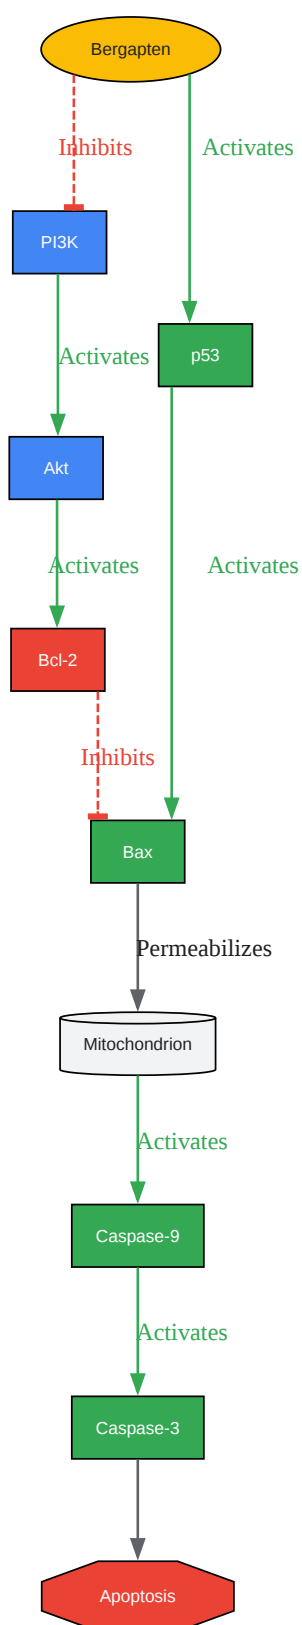 Bergapten
Inhibits
Activates
PI3K
p53
Activates
Akt
Activates
Activates
Bcl-2
Inhibits
Bax
Permeabilizes
Mitochondrion
Activates
Caspase-9
Activates
Caspase-3
Apoptosis